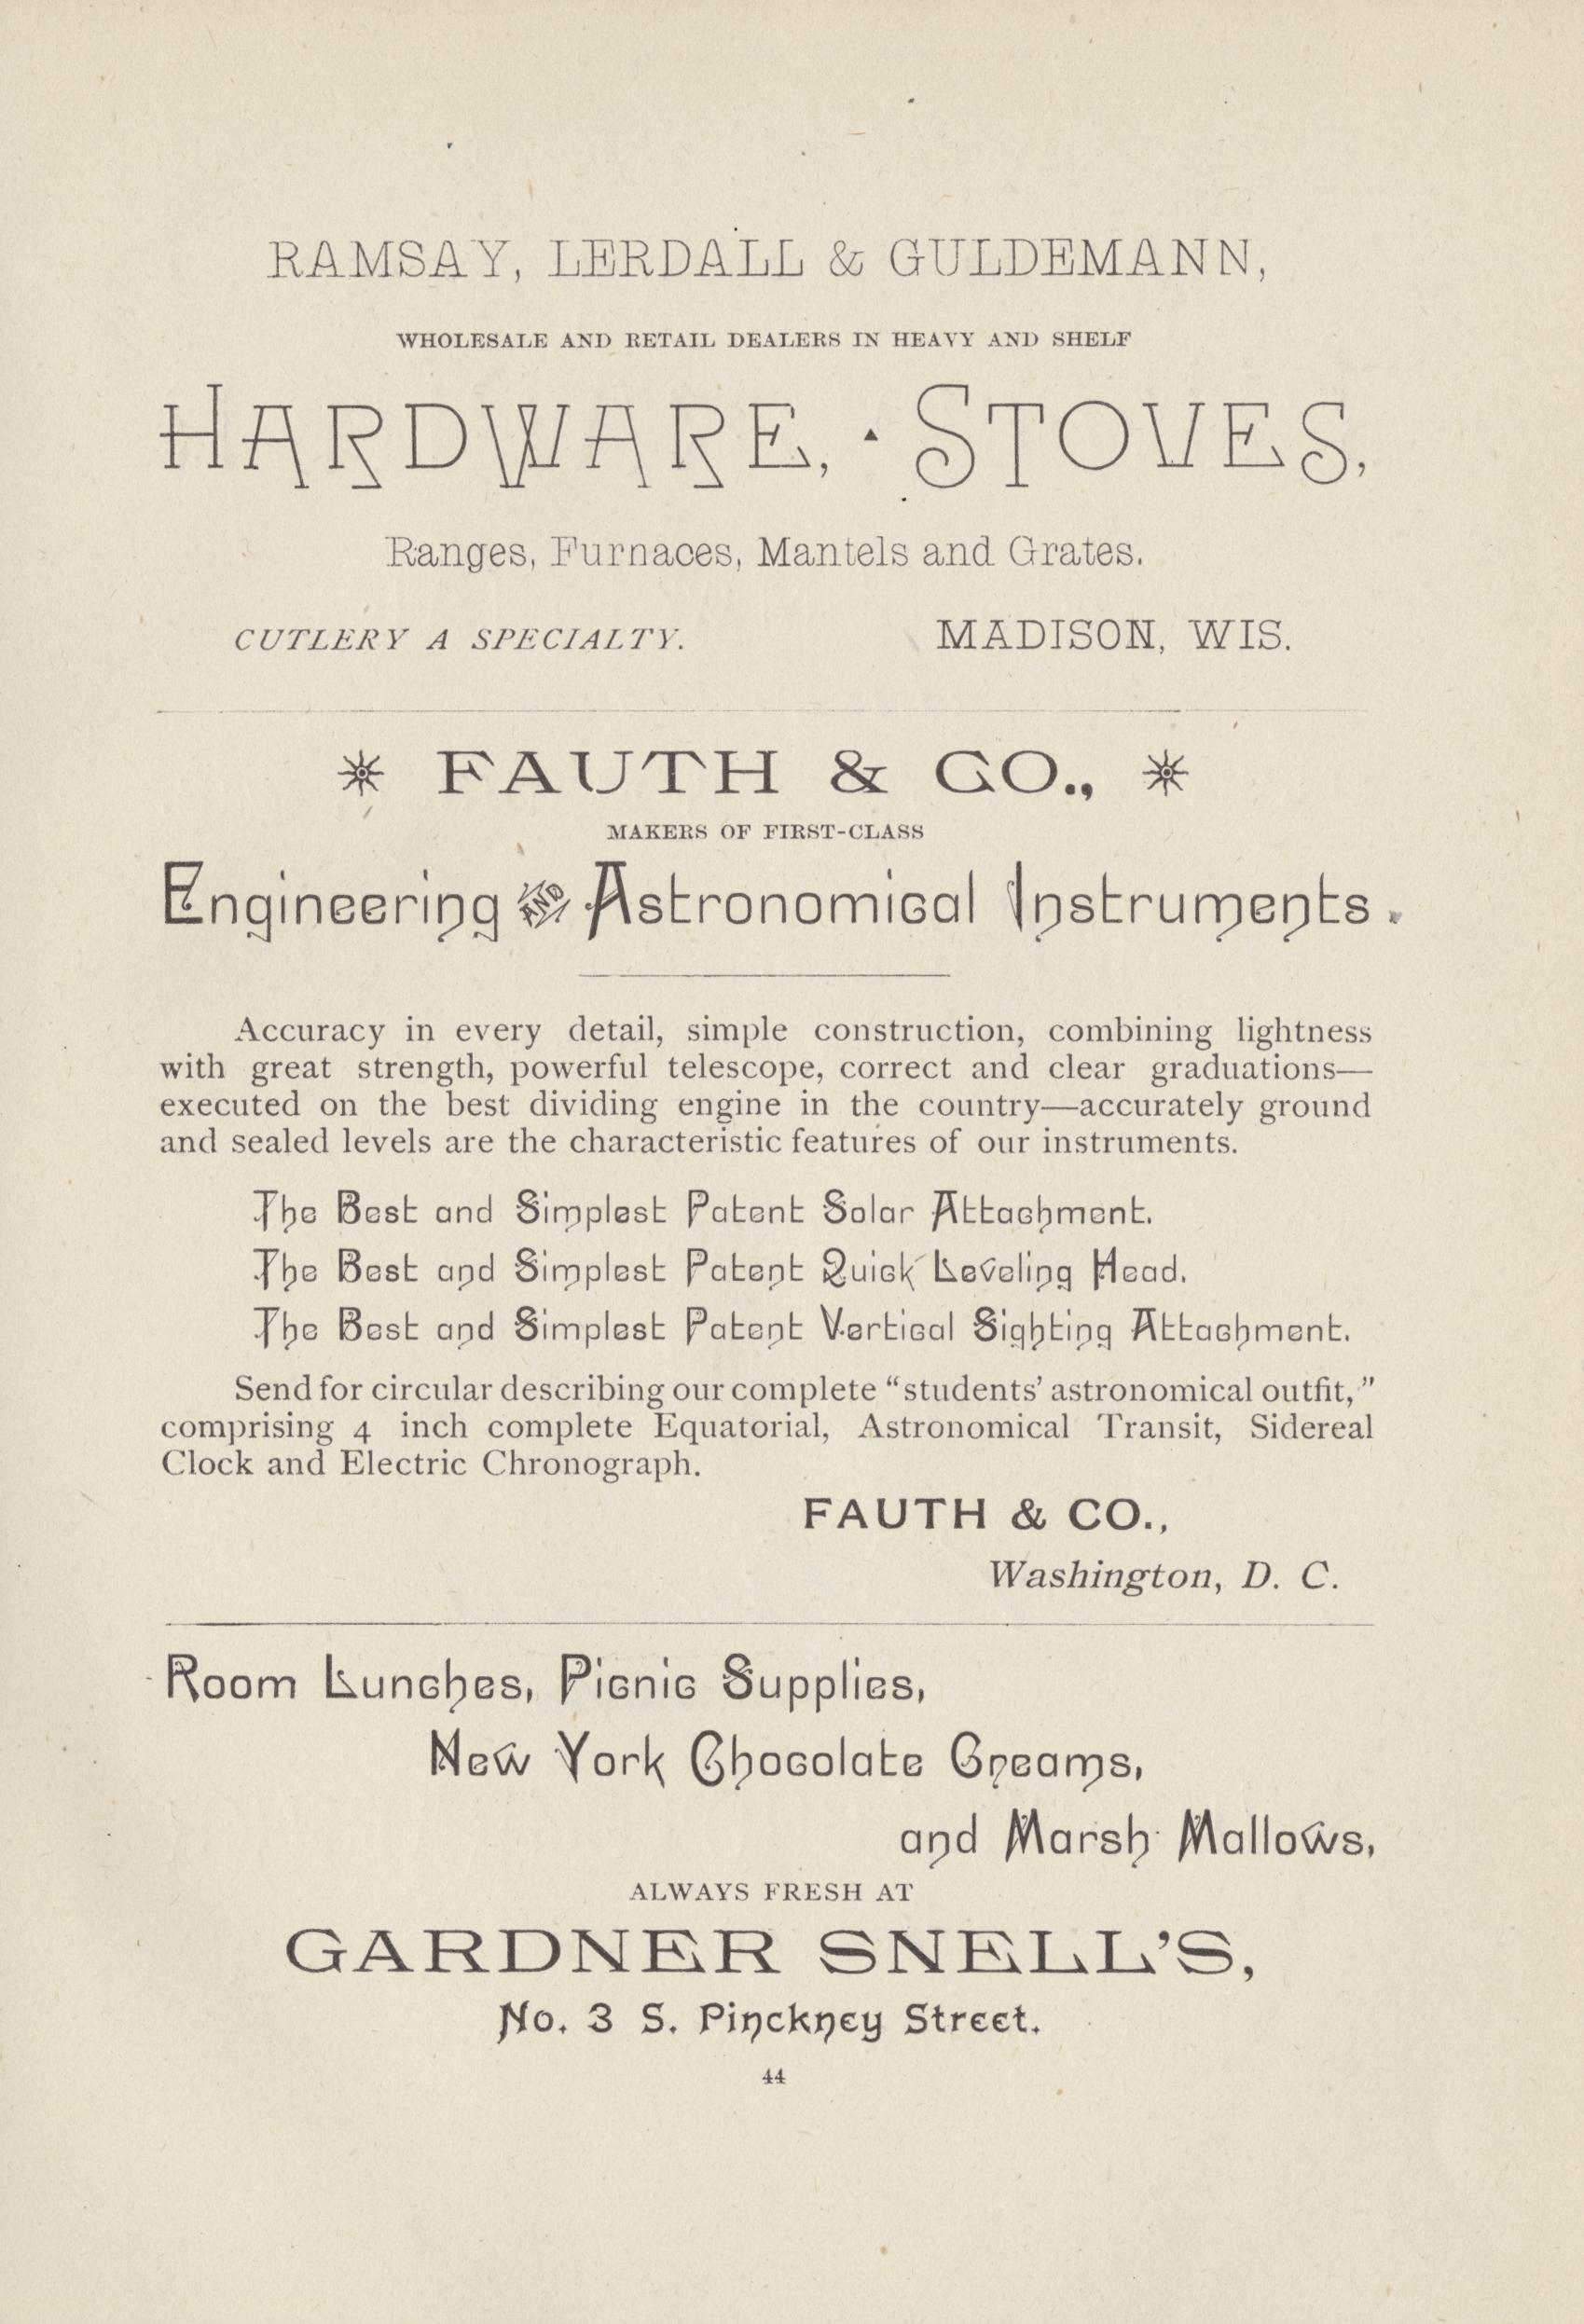 RAMSAY, LERDALL & GULDEMANN,
WHOLESALE AND RETAIL DEALERS IN HEAVY AND SHELF
HARDWARE, STOVES,
Ranges, Furnaces, Mantels and Grates.
CUTLERY A SPECIALTY. MADISON, WIS.
FAUTH & CO.,
MAKERS OF FIRST-CLASS
Engineering AND Astronomical Instruments.
Accuracy in every detail, simple construction, combining lightness
with great strength, powerful telescope, correct and clear graduations—
executed on the best dividing engine in the country—accurately ground
and sealed levels are the characteristic features of our instruments.
The Best and Simplest Patent Solar Attachment.
The Best and Simplest Patent Quick Leveling Head.
The Best and Simplest Patent Vertical Sighting Attachment.
Send for circular describing our complete “students’ astronomical outfit,”
comprising 4 inch complete Equatorial, Astronomical Transit, Sidereal
Clock and Electric Chronograph.
FAUTH & CO.,
Washington, D. C.
Room Lunches, Picnic Supplies,
New York Chocolate Creams,
and Marsh Mallows,
ALWAYS FRESH AT
GARDNER SNELL’S,
No. 3 S. Pinckney Street.
44